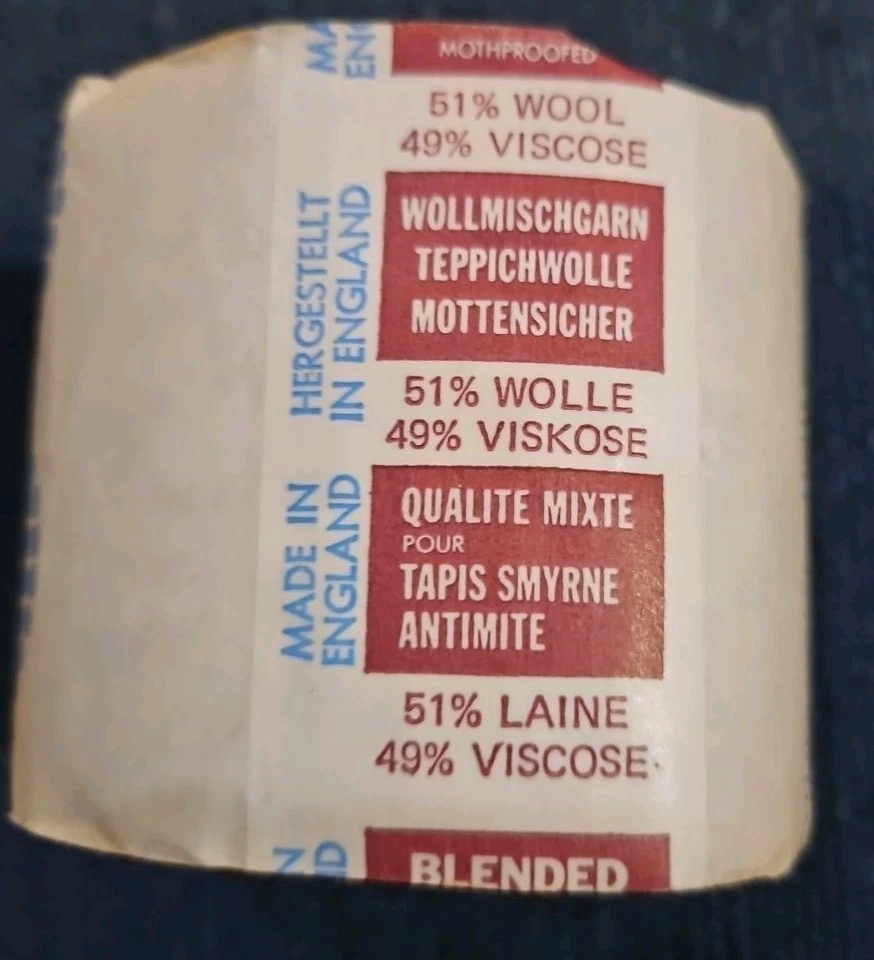 MOTHPROOFED
51% WOOL
49% VISCOSE
WOLLMISCHGARN
TEPPICHWOLLE
MOTTENSICHER
51% WOLLE
49% VISKOSE
QUALITE MIXTE
POUR
TAPIS SMYRNE
ANTIMITE
51% LAINE
49% VISCOSE
BLENDED
HERGESTELLT
IN ENGLAND
MADE IN
ENGLAND